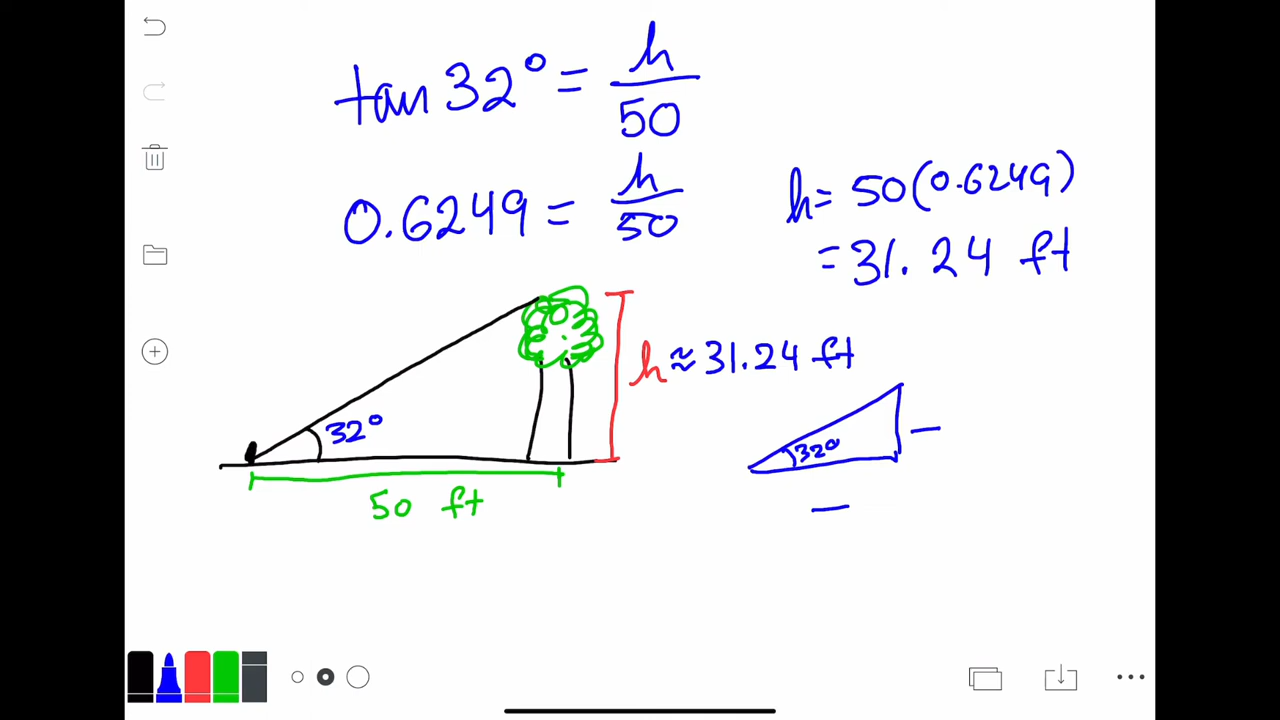 tan 32° = h/50
0.6249 = h/50
h = 50(0.6249)
= 31.24 ft
h ≈ 31.24 ft
32°
50 ft
32°